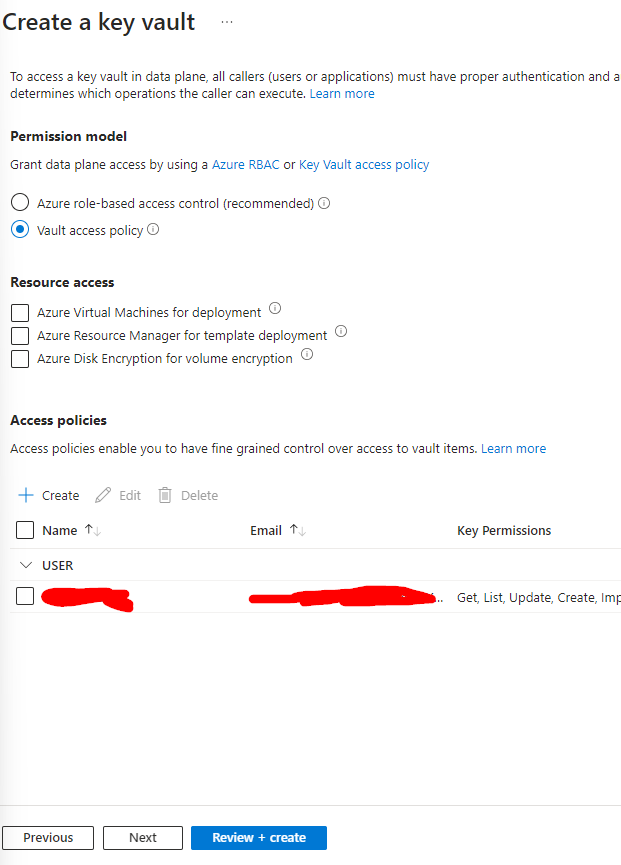 Create a key vault ...
To access a key vault in data plane, all callers (users or applications) must have proper authentication and a
determines which operations the caller can execute. Learn more
Permission model
Grant data plane access by using a Azure RBAC or Key Vault access policy
Azure role-based access control (recommended)
Vault access policy
Resource access
Azure Virtual Machines for deployment
Azure Resource Manager for template deployment
Azure Disk Encryption for volume encryption
Access policies
Access policies enable you to have fine grained control over access to vault items. Learn more
+ Create Edit Delete
Name ↑↓ Email ↑↓ Key Permissions
USER
... Get, List, Update, Create, Imp
Previous Next Review + create